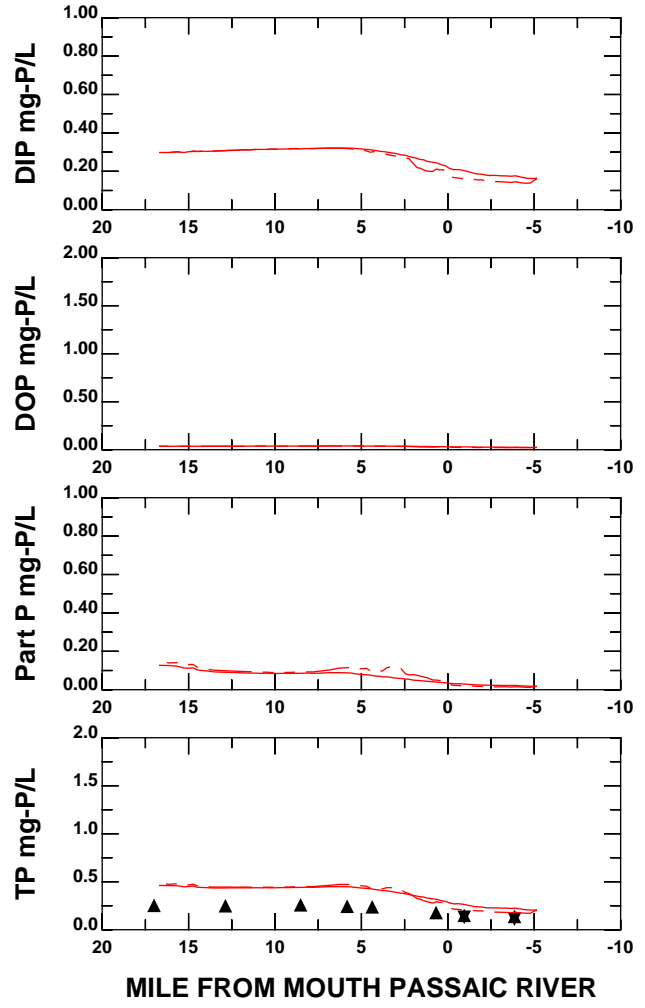 DIP mg-P/L
1.00
0.80
0.60
0.40
0.20
0.00
20 15 10 5 0 -5 -10
DOP mg-P/L
2.00
1.50
1.00
0.50
0.00
20 15 10 5 0 -5 -10
Part P mg-P/L
1.00
0.80
0.60
0.40
0.20
0.00
20 15 10 5 0 -5 -10
TP mg-P/L
2.0
1.5
1.0
0.5
0.0
20 15 10 5 0 -5 -10
MILE FROM MOUTH PASSAIC RIVER